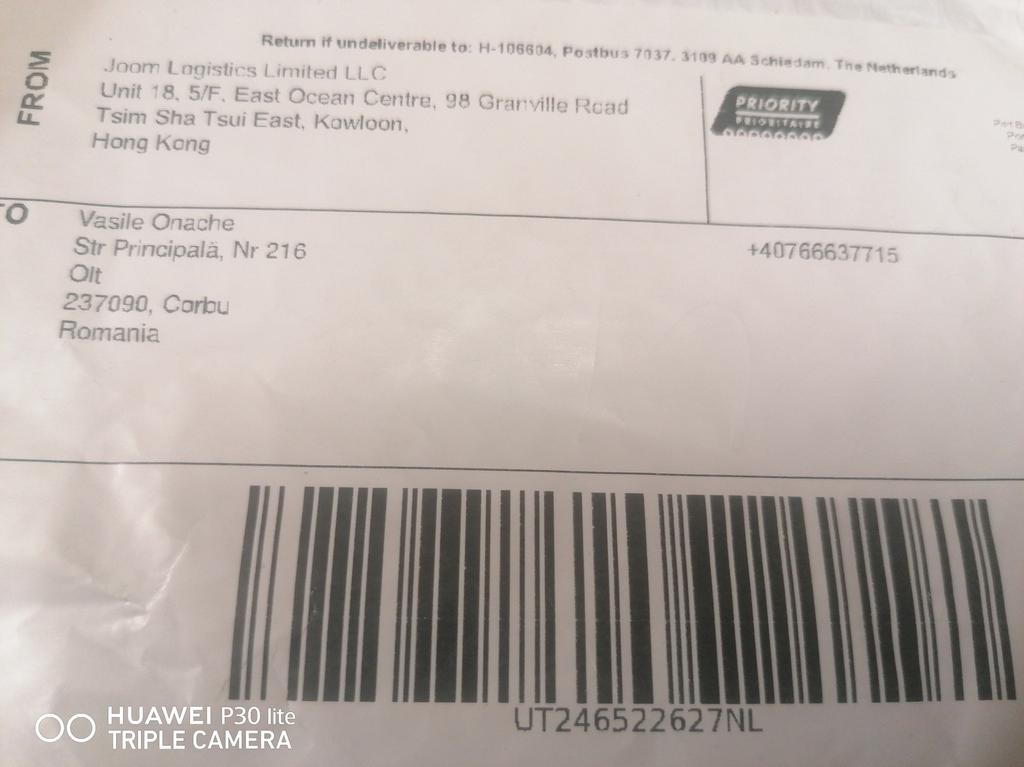 Return if undeliverable to: H-106604, Postbus 7037, 3109 AA Schiedam, The Netherlands
FROM
Joom Logistics Limited LLC
Unit 18, 5/F, East Ocean Centre, 98 Granville Road
Tsim Sha Tsui East, Kowloon,
Hong Kong
PRIORITY
PRIORITAIRE
TO
Vasile Onache
Str Principală, Nr 216
Olt
237090, Corbu
Romania
+40766637715
UT246522627NL
HUAWEI P30 lite
TRIPLE CAMERA